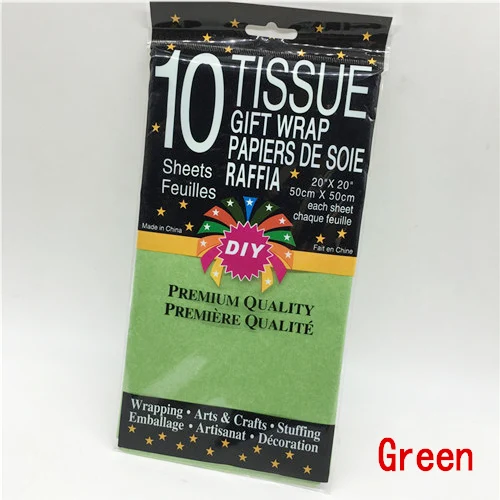 10 TISSUE
GIFT WRAP
PAPIERS DE SOIE
RAFFIA
Sheets
Feuilles
20" X 20"
50cm X 50cm
each sheet
chaque feuille
Made in China
Fait en Chine
DIY
PREMIUM QUALITY
PREMIÈRE QUALITÉ
Wrapping • Arts & Crafts • Stuffing
Emballage • Artisanat • Décoration
Green